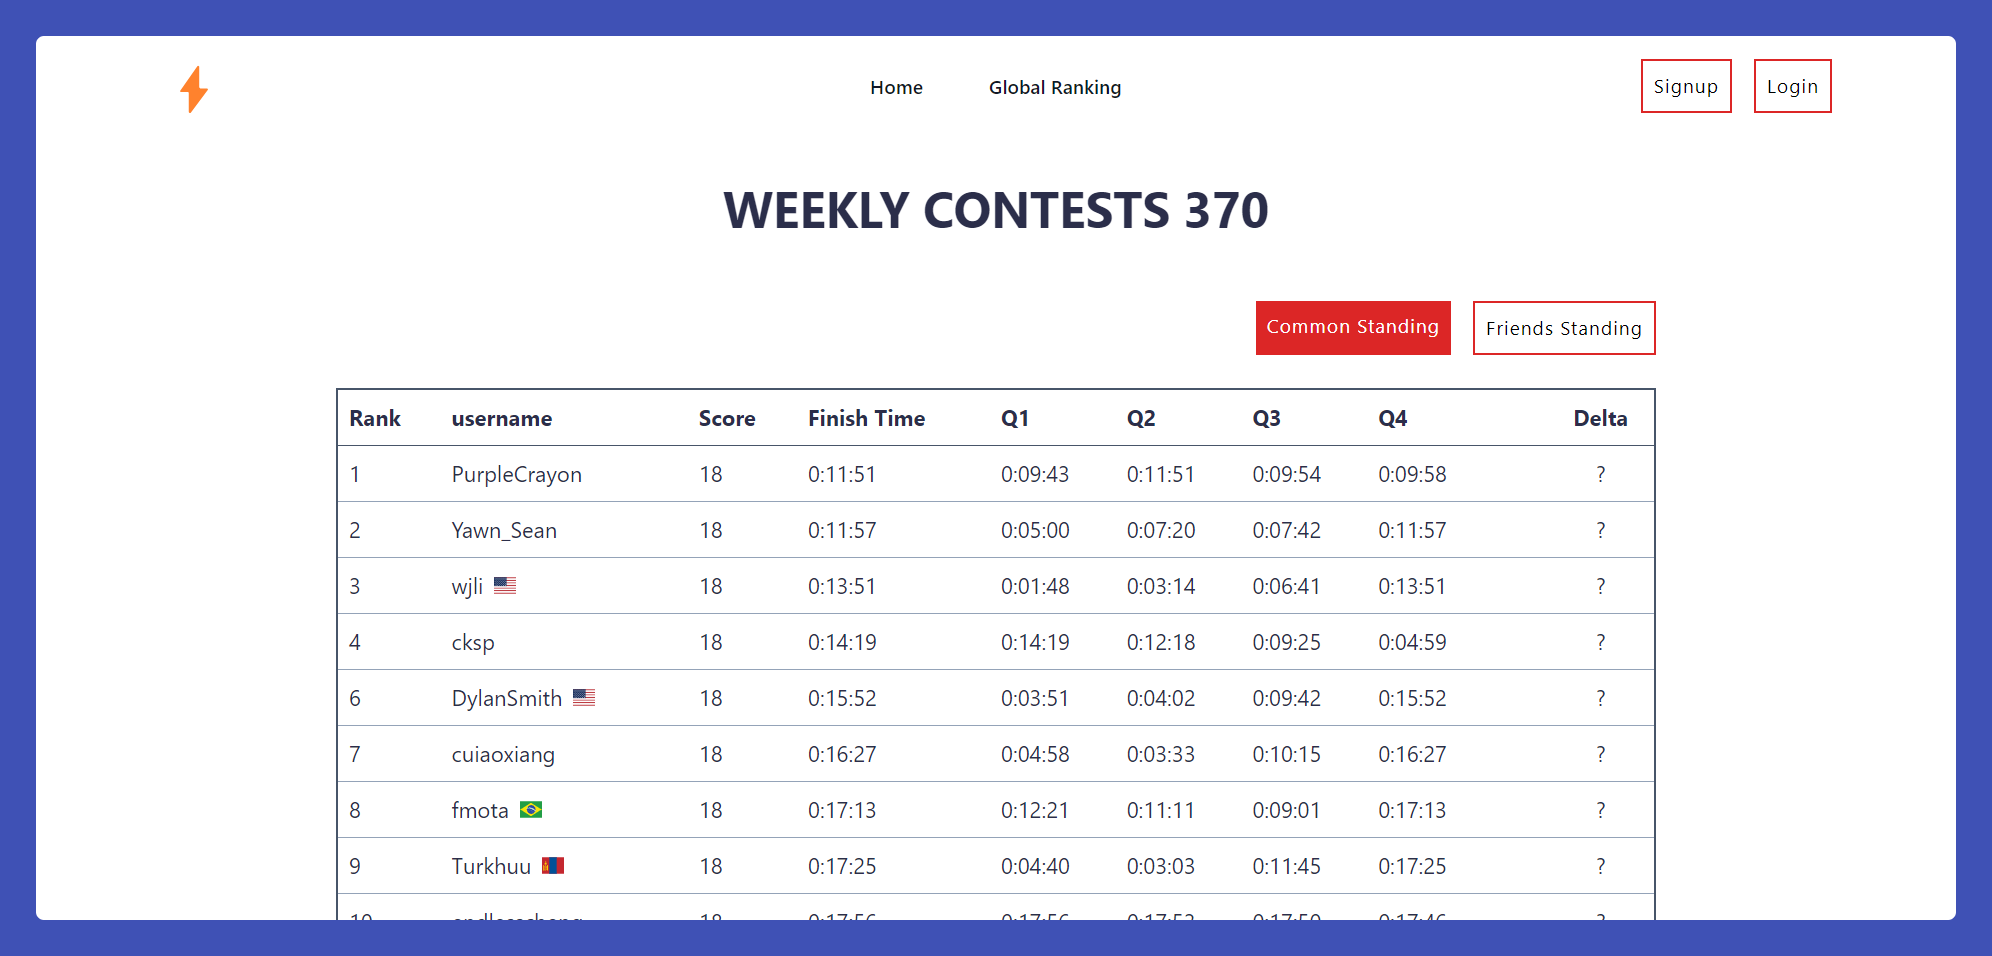 Home Global Ranking Signup Login
WEEKLY CONTESTS 370
Common Standing Friends Standing
Rank username Score Finish Time Q1 Q2 Q3 Q4 Delta
1 PurpleCrayon 18 0:11:51 0:09:43 0:11:51 0:09:54 0:09:58 ?
2 Yawn_Sean 18 0:11:57 0:05:00 0:07:20 0:07:42 0:11:57 ?
3 wjli 18 0:13:51 0:01:48 0:03:14 0:06:41 0:13:51 ?
4 cksp 18 0:14:19 0:14:19 0:12:18 0:09:25 0:04:59 ?
6 DylanSmith 18 0:15:52 0:03:51 0:04:02 0:09:42 0:15:52 ?
7 cuiaoxiang 18 0:16:27 0:04:58 0:03:33 0:10:15 0:16:27 ?
8 fmota 18 0:17:13 0:12:21 0:11:11 0:09:01 0:17:13 ?
9 Turkhuu 18 0:17:25 0:04:40 0:03:03 0:11:45 0:17:25 ?
10 18